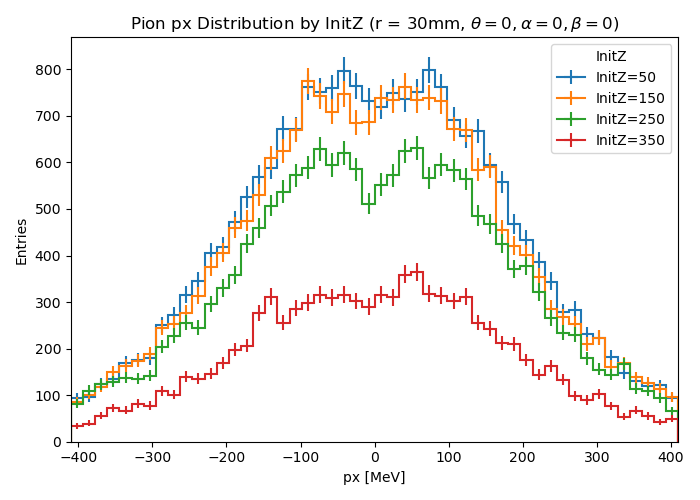 Pion px Distribution by InitZ (r = 30mm, θ = 0, α = 0, β = 0)
InitZ
InitZ=50
InitZ=150
InitZ=250
InitZ=350
Entries
800
700
600
500
400
300
200
100
0
−400 −300 −200 −100 0 100 200 300 400
px [MeV]